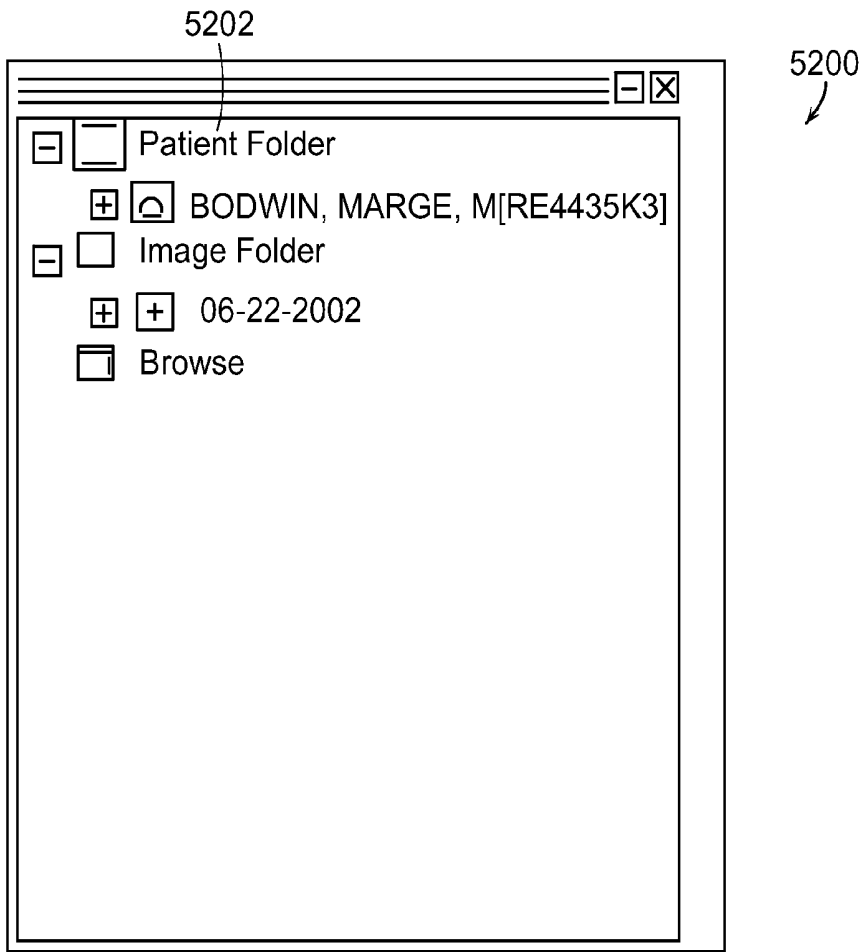 5202
5200
Patient Folder
BODWIN, MARGE, M[RE4435K3]
Image Folder
06-22-2002
Browse